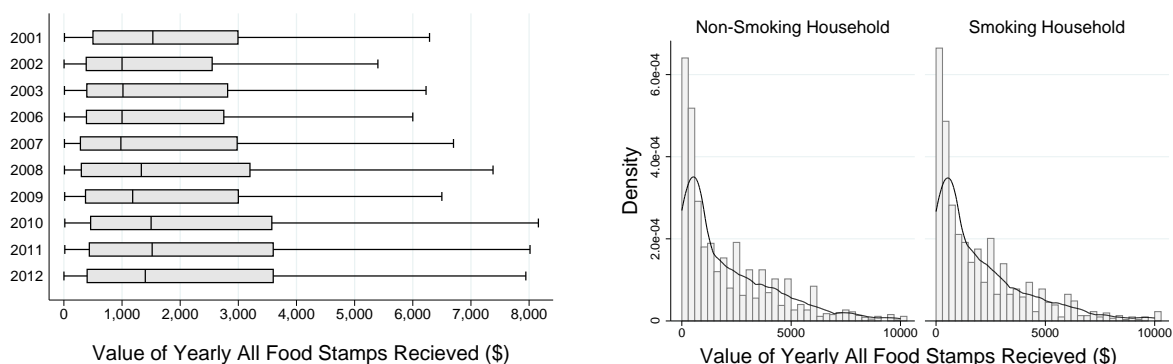 2001
2002
2003
2006
2007
2008
2009
2010
2011
2012
0 1,000 2,000 3,000 4,000 5,000 6,000 7,000 8,000
Value of Yearly All Food Stamps Recieved ($)
Non-Smoking Household Smoking Household
Density
0 2.0e-04 4.0e-04 6.0e-04
0 5000 10000 0 5000 10000
Value of Yearly All Food Stamps Recieved ($)